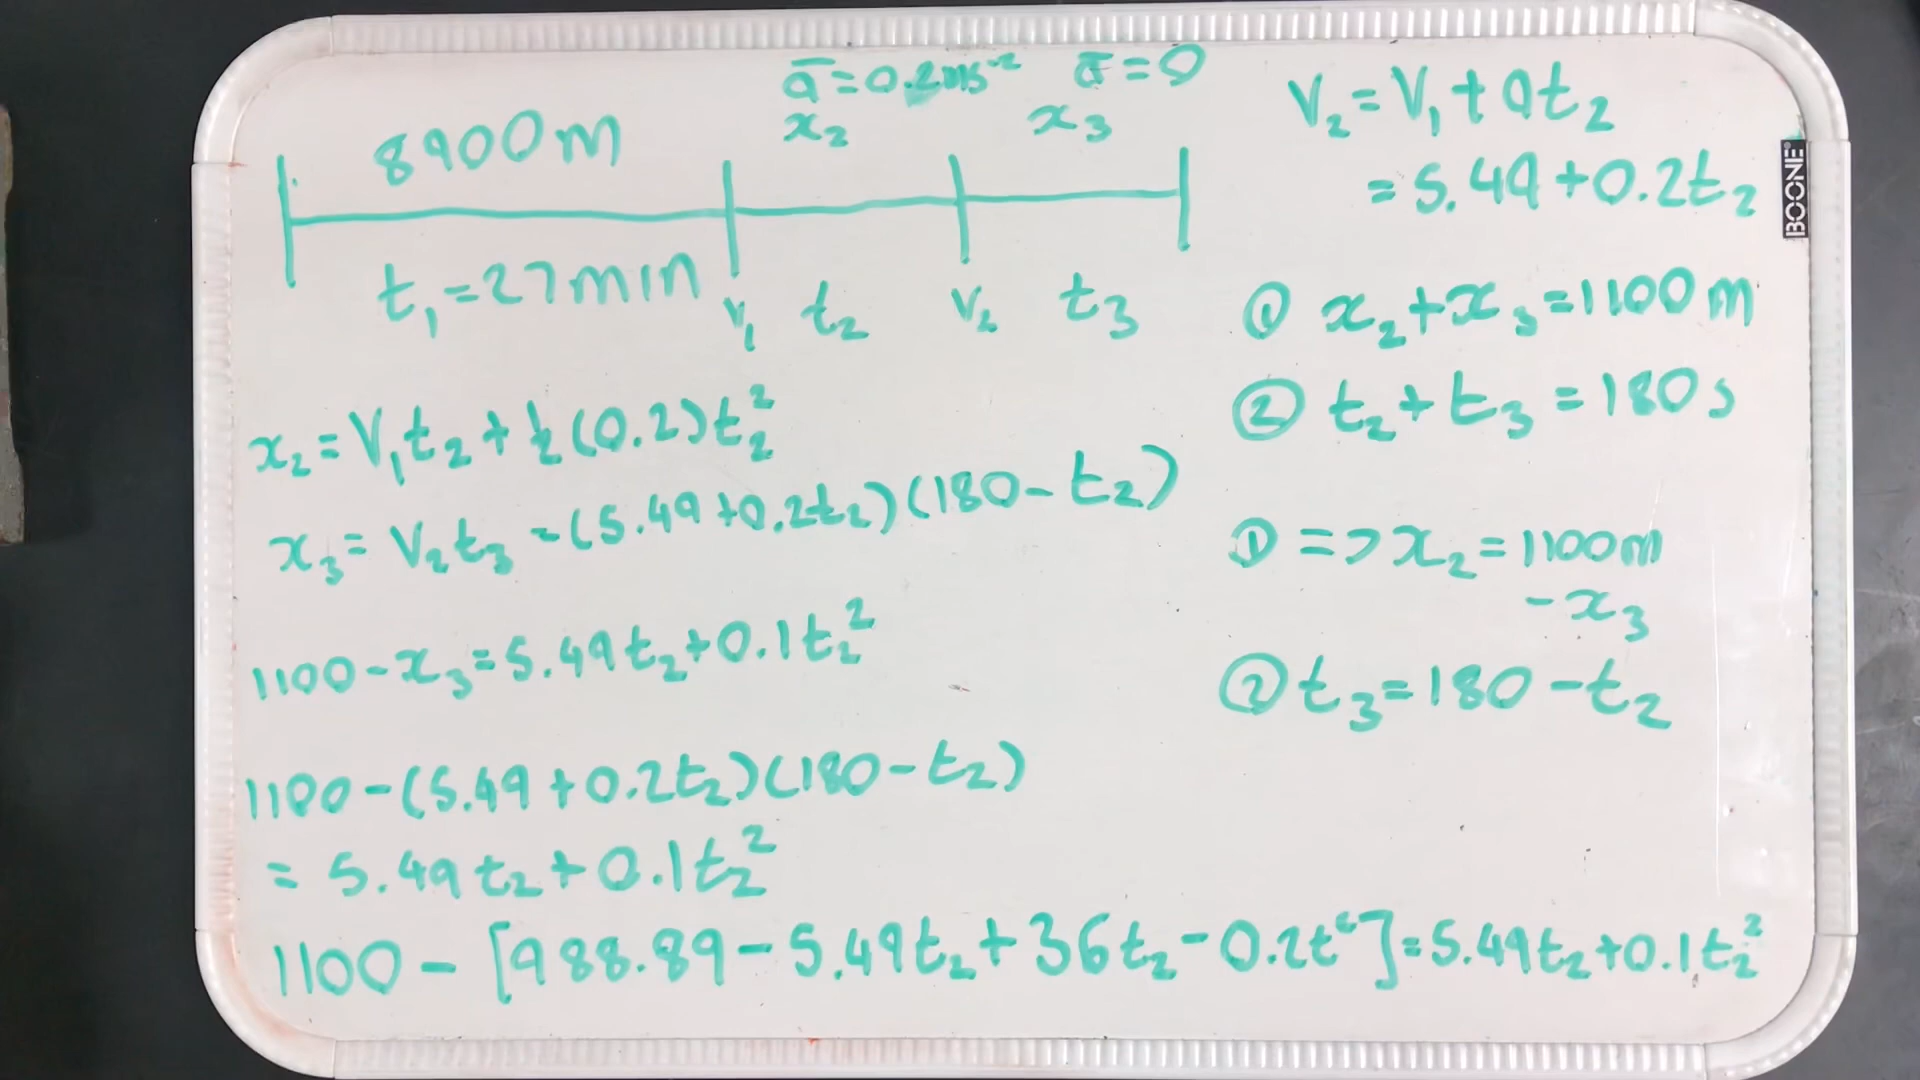 8900m
t₁=27min
ā=0.2ms⁻²
x₂
ā=0
x₃
v₁ t₂ v₂ t₃
V₂=V₁+at₂
=5.49+0.2t₂
① x₂+x₃=1100m
② t₂+t₃=180s
① => x₂=1100m
-x₃
② t₃=180-t₂
x₂=V₁t₂+½(0.2)t₂²
x₃=V₂t₃=(5.49+0.2t₂)(180-t₂)
1100-x₃=5.49t₂+0.1t₂²
1100-(5.49+0.2t₂)(180-t₂)
=5.49t₂+0.1t₂²
1100-[988.89-5.49t₂+36t₂-0.2t²]=5.49t₂+0.1t₂²
BOONE